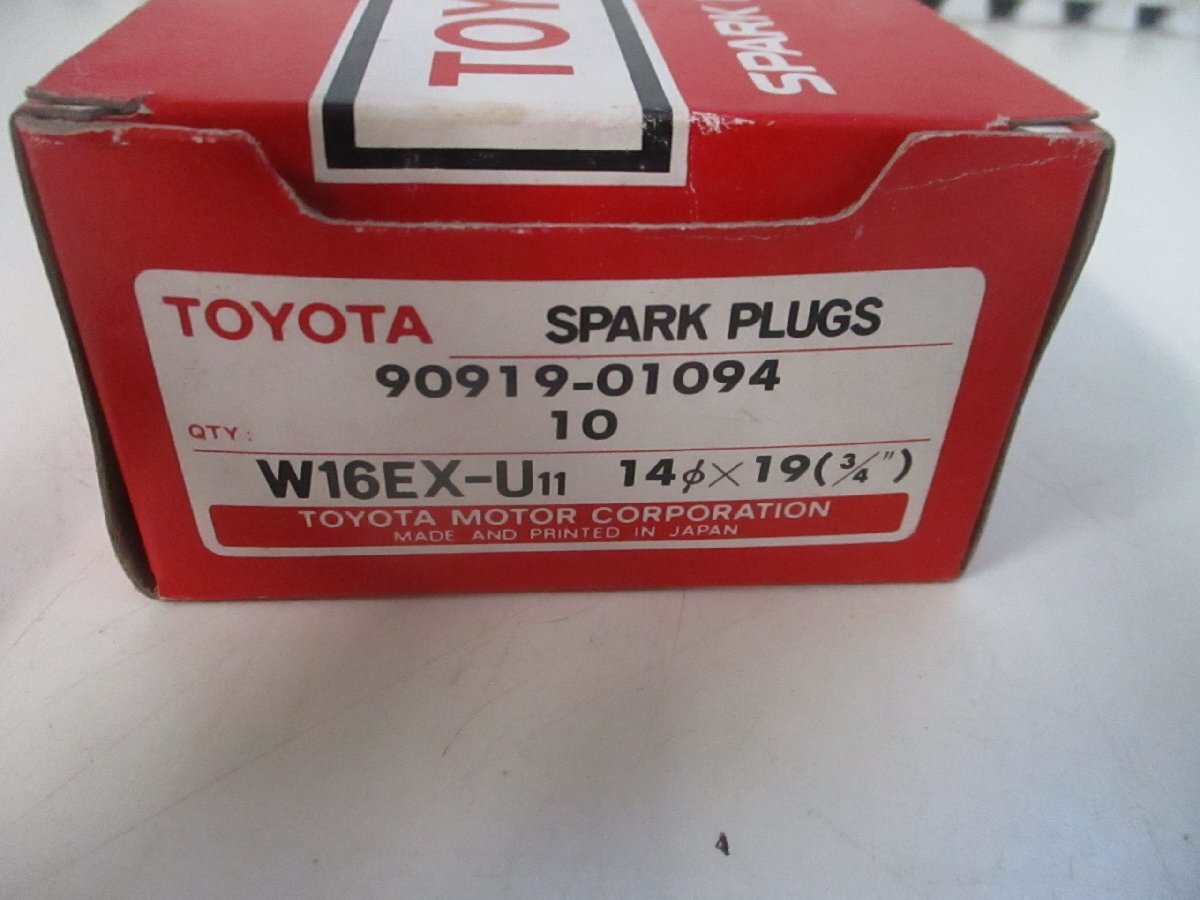 TOY
SPARK
TOYOTA SPARK PLUGS
90919-01094
QTY: 10
W16EX-U11 14φ×19(3/4")
TOYOTA MOTOR CORPORATION
MADE AND PRINTED IN JAPAN